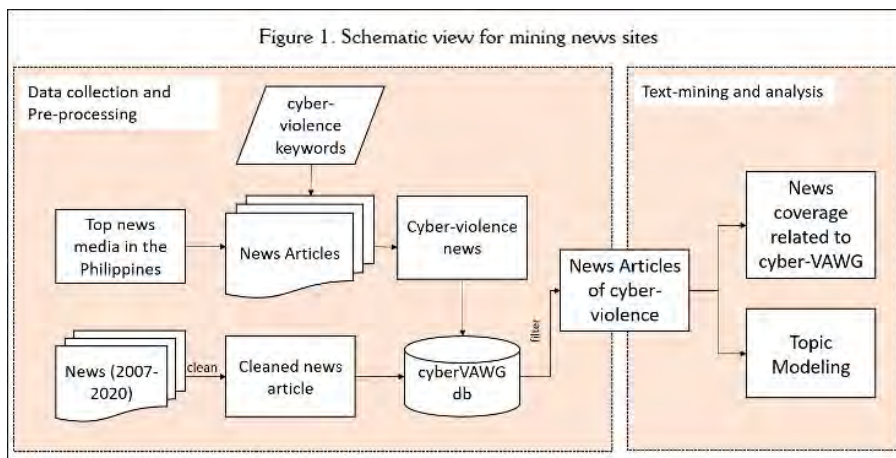 Figure 1. Schematic view for mining news sites
Data collection and
Pre-processing
cyber-
violence
keywords
Top news
media in the
Philippines
News Articles
Cyber-violence
news
News (2007-
2020)
clean
Cleaned news
article
cyberVAWG
db
filter
News Articles
of cyber-
violence
Text-mining and analysis
News
coverage
related to
cyber-VAWG
Topic
Modeling